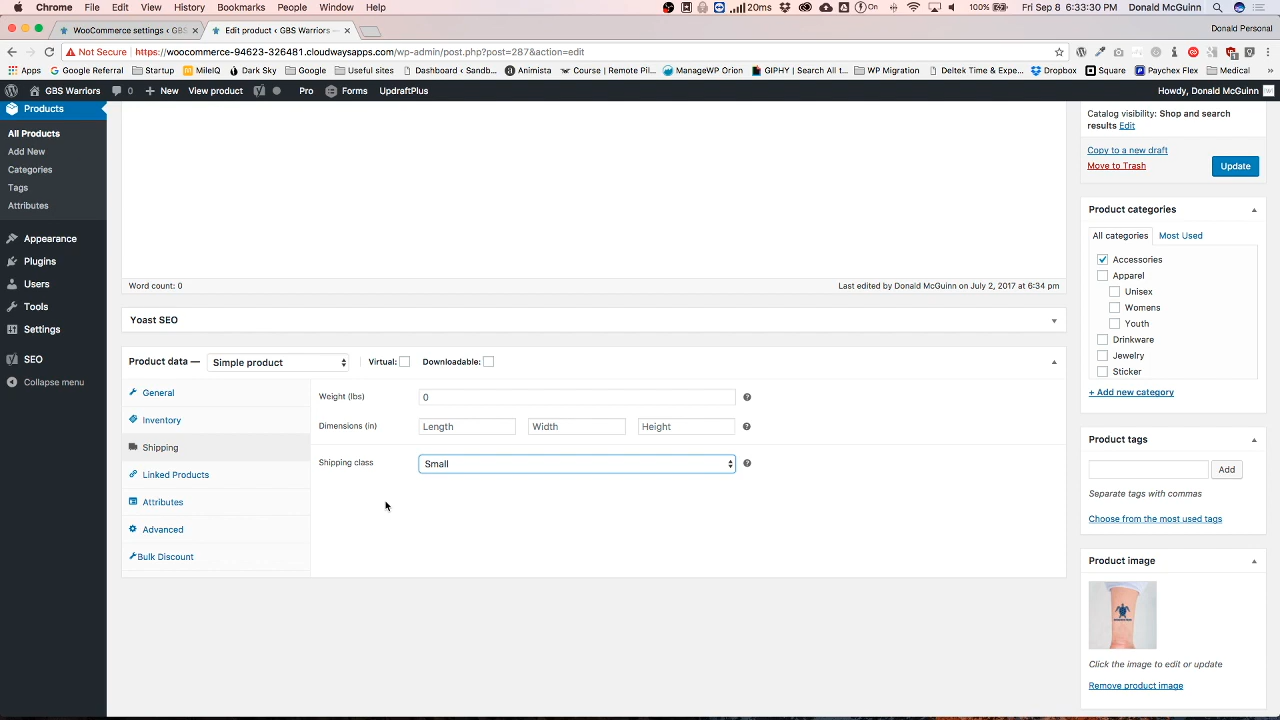 Chrome File Edit View History Bookmarks People Window Help 20ms On 100% Fri Sep 8 6:33:30 PM Donald McGuinn
WooCommerce settings ‹ GBS × Edit product ‹ GBS Warriors — × Donald Personal
Not Secure https://woocommerce-94623-326481.cloudwaysapps.com/wp-admin/post.php?post=287&action=edit
Apps Google Referral Startup MileIQ Dark Sky Google Useful sites Dashboard ‹ Sandb... Animista Course | Remote Pil... ManageWP Orion GIPHY | Search All t... WP Migration Deltek Time & Expe... Dropbox Square Paychex Flex Medical
GBS Warriors 0 + New View product Pro Forms UpdraftPlus Howdy, Donald McGuinn
Products
All Products
Add New
Categories
Tags
Attributes
Appearance
Plugins
Users
Tools
Settings
SEO
Collapse menu
Word count: 0 Last edited by Donald McGuinn on July 2, 2017 at 6:34 pm
Yoast SEO
Product data — Simple product Virtual: Downloadable:
General
Inventory
Shipping
Linked Products
Attributes
Advanced
Bulk Discount
Weight (lbs) 0
Dimensions (in) Length Width Height
Shipping class Small
Catalog visibility: Shop and search
results Edit
Copy to a new draft
Move to Trash Update
Product categories
All categories Most Used
Accessories
Apparel
Unisex
Womens
Youth
Drinkware
Jewelry
Sticker
+ Add new category
Product tags
Add
Separate tags with commas
Choose from the most used tags
Product image
Click the image to edit or update
Remove product image